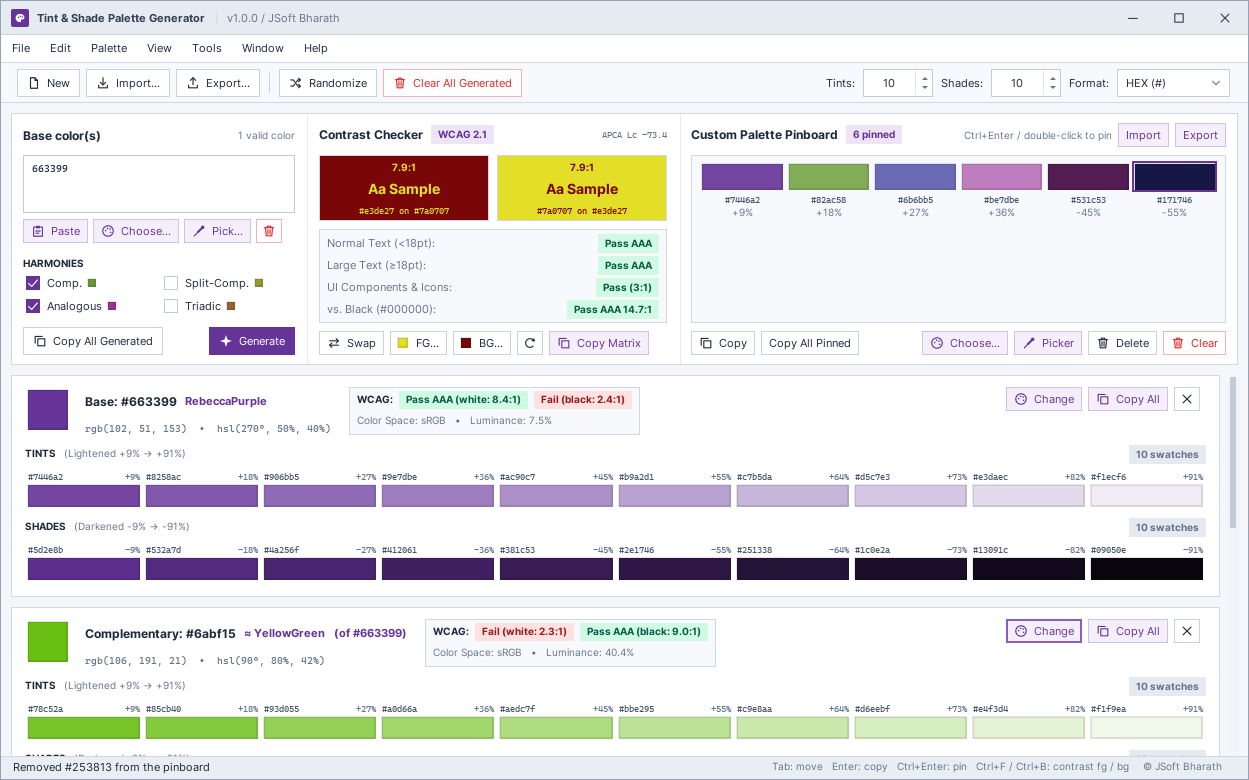 Tint & Shade Palette Generator v1.0.0 / JSoft Bharath
File Edit Palette View Tools Window Help
New Import... Export... Randomize Clear All Generated Tints: 10 Shades: 10 Format: HEX (#)
Base color(s) 1 valid color
663399
Paste Choose... Pick...
HARMONIES
Comp. Split-Comp.
Analogous Triadic
Copy All Generated Generate
Contrast Checker WCAG 2.1 APCA Lc −73.4
7.9:1 7.9:1
Aa Sample Aa Sample
#e3de27 on #7a0707 #7a0707 on #e3de27
Normal Text (<18pt): Pass AAA
Large Text (≥18pt): Pass AAA
UI Components & Icons: Pass (3:1)
vs. Black (#000000): Pass AAA 14.7:1
Swap FG... BG... Copy Matrix
Custom Palette Pinboard 6 pinned Ctrl+Enter / double-click to pin Import Export
#7446a2 #82ac58 #6b6bb5 #be7dbe #531c53 #171746
+9% +18% +27% +36% -45% -55%
Copy Copy All Pinned Choose... Picker Delete Clear
Base: #663399 RebeccaPurple WCAG: Pass AAA (white: 8.4:1) Fail (black: 2.4:1) Change Copy All
rgb(102, 51, 153) • hsl(270°, 50%, 40%) Color Space: sRGB • Luminance: 7.5%
TINTS (Lightened +9% → +91%) 10 swatches
#7446a2 +9% #8258ac +18% #906bb5 +27% #9e7dbe +36% #ac90c7 +45% #b9a2d1 +55% #c7b5da +64% #d5c7e3 +73% #e3daec +82% #f1ecf6 +91%
SHADES (Darkened -9% → -91%) 10 swatches
#5d2e8b −9% #532a7d −18% #4a256f −27% #412061 −36% #381c53 −45% #2e1746 −55% #251338 −64% #1c0e2a −73% #13091c −82% #09050e −91%
Complementary: #6abf15 ≈ YellowGreen (of #663399) WCAG: Fail (white: 2.3:1) Pass AAA (black: 9.0:1) Change Copy All
rgb(106, 191, 21) • hsl(90°, 80%, 42%) Color Space: sRGB • Luminance: 40.4%
TINTS (Lightened +9% → +91%) 10 swatches
#78c52a +9% #85cb40 +18% #93d055 +27% #a0d66a +36% #aedc7f +45% #bbe295 +55% #c9e8aa +64% #d6eebf +73% #e4f3d4 +82% #f1f9ea +91%
Removed #253813 from the pinboard Tab: move Enter: copy Ctrl+Enter: pin Ctrl+F / Ctrl+B: contrast fg / bg © JSoft Bharath